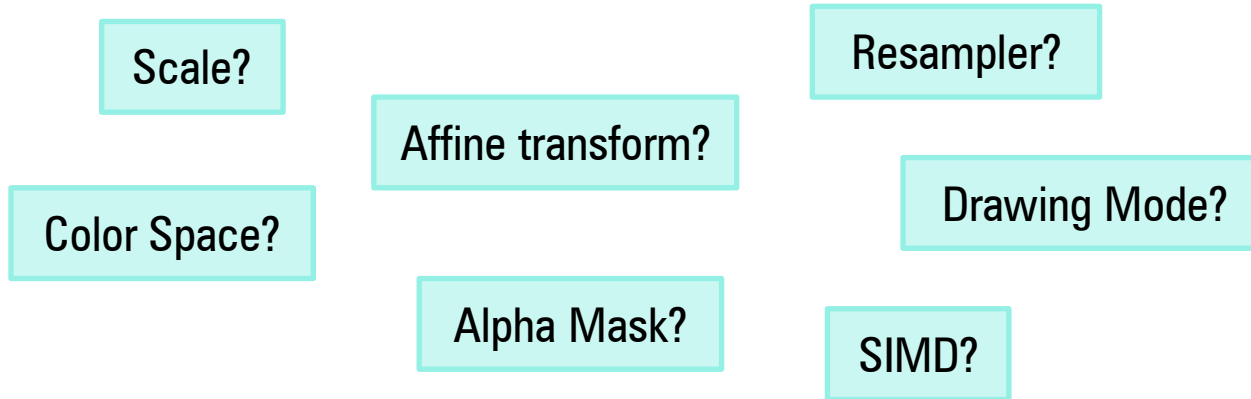 Scale?
Resampler?
Affine transform?
Drawing Mode?
Color Space?
Alpha Mask?
SIMD?